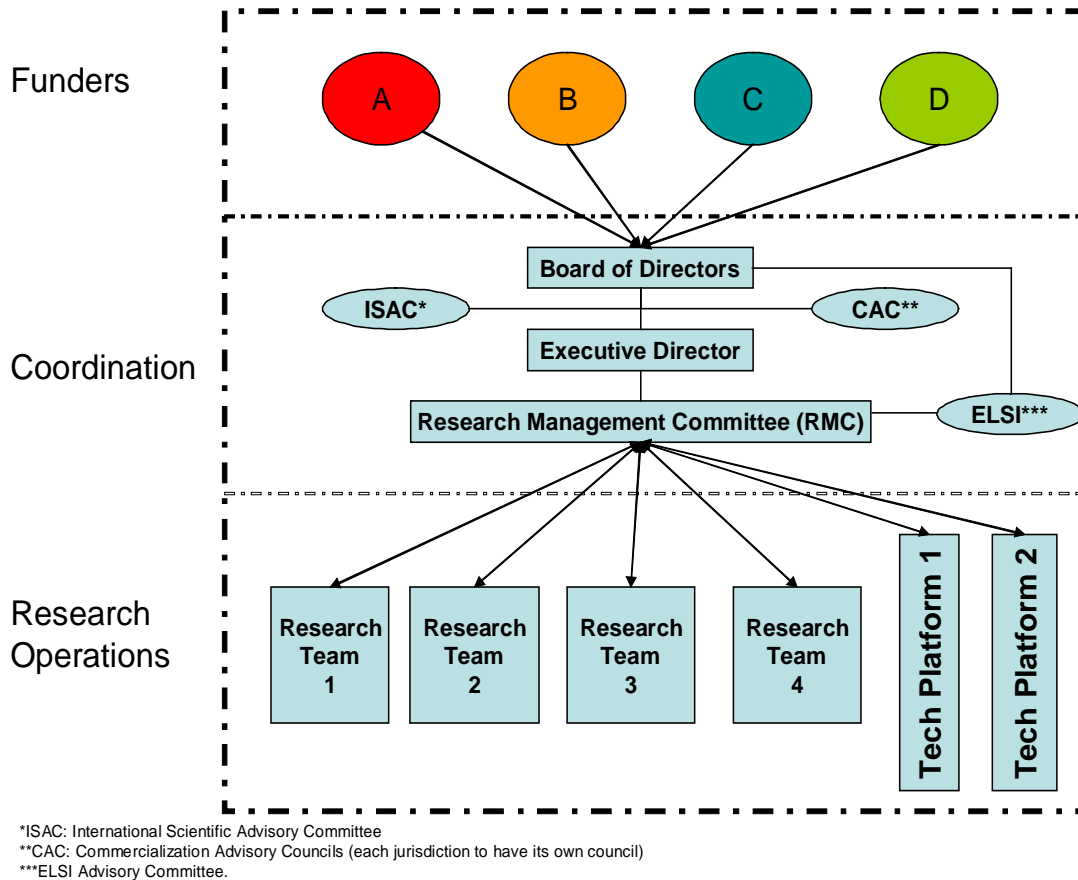 Funders
A
B
C
D
Board of Directors
ISAC*
CAC**
Coordination
Executive Director
Research Management Committee (RMC)
ELSI***
Research
Operations
Research
Team
1
Research
Team
2
Research
Team
3
Research
Team
4
Tech Platform 1
Tech Platform 2
*ISAC: International Scientific Advisory Committee
**CAC: Commercialization Advisory Councils (each jurisdiction to have its own council)
***ELSI Advisory Committee.